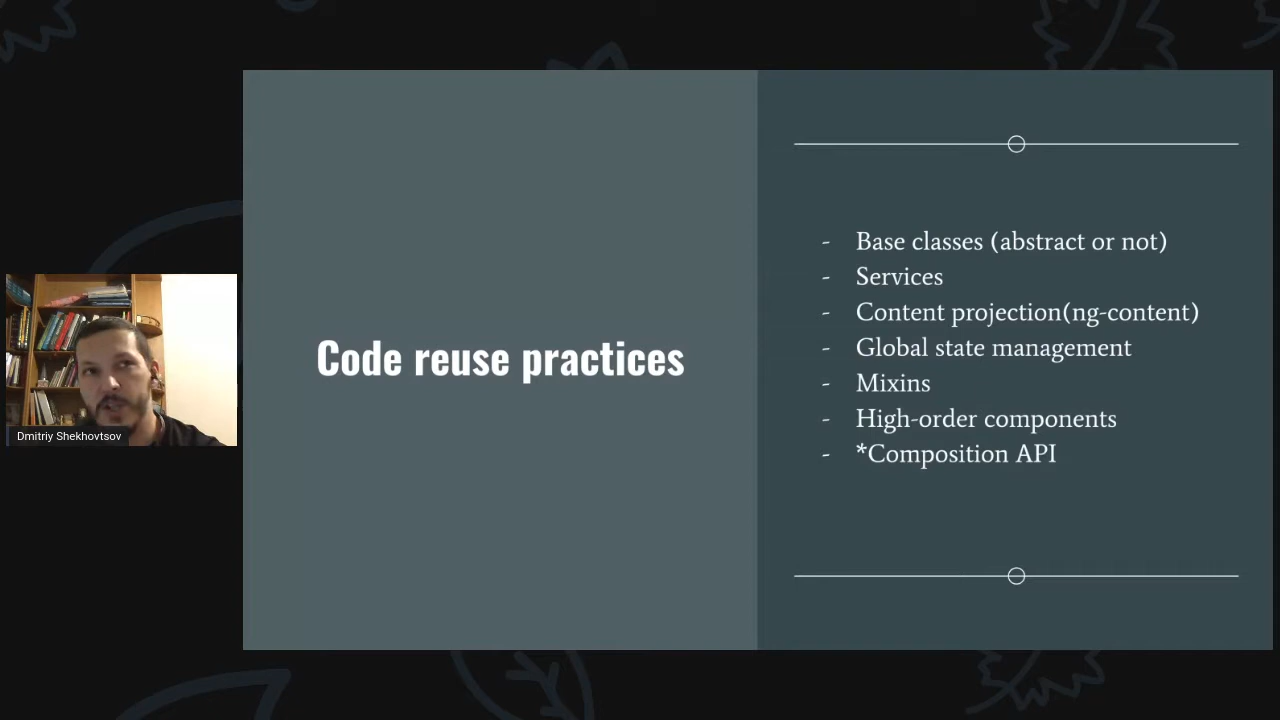 Code reuse practices
- Base classes (abstract or not)
- Services
- Content projection(ng-content)
- Global state management
- Mixins
- High-order components
- *Composition API
Dmitriy Shekhovtsov